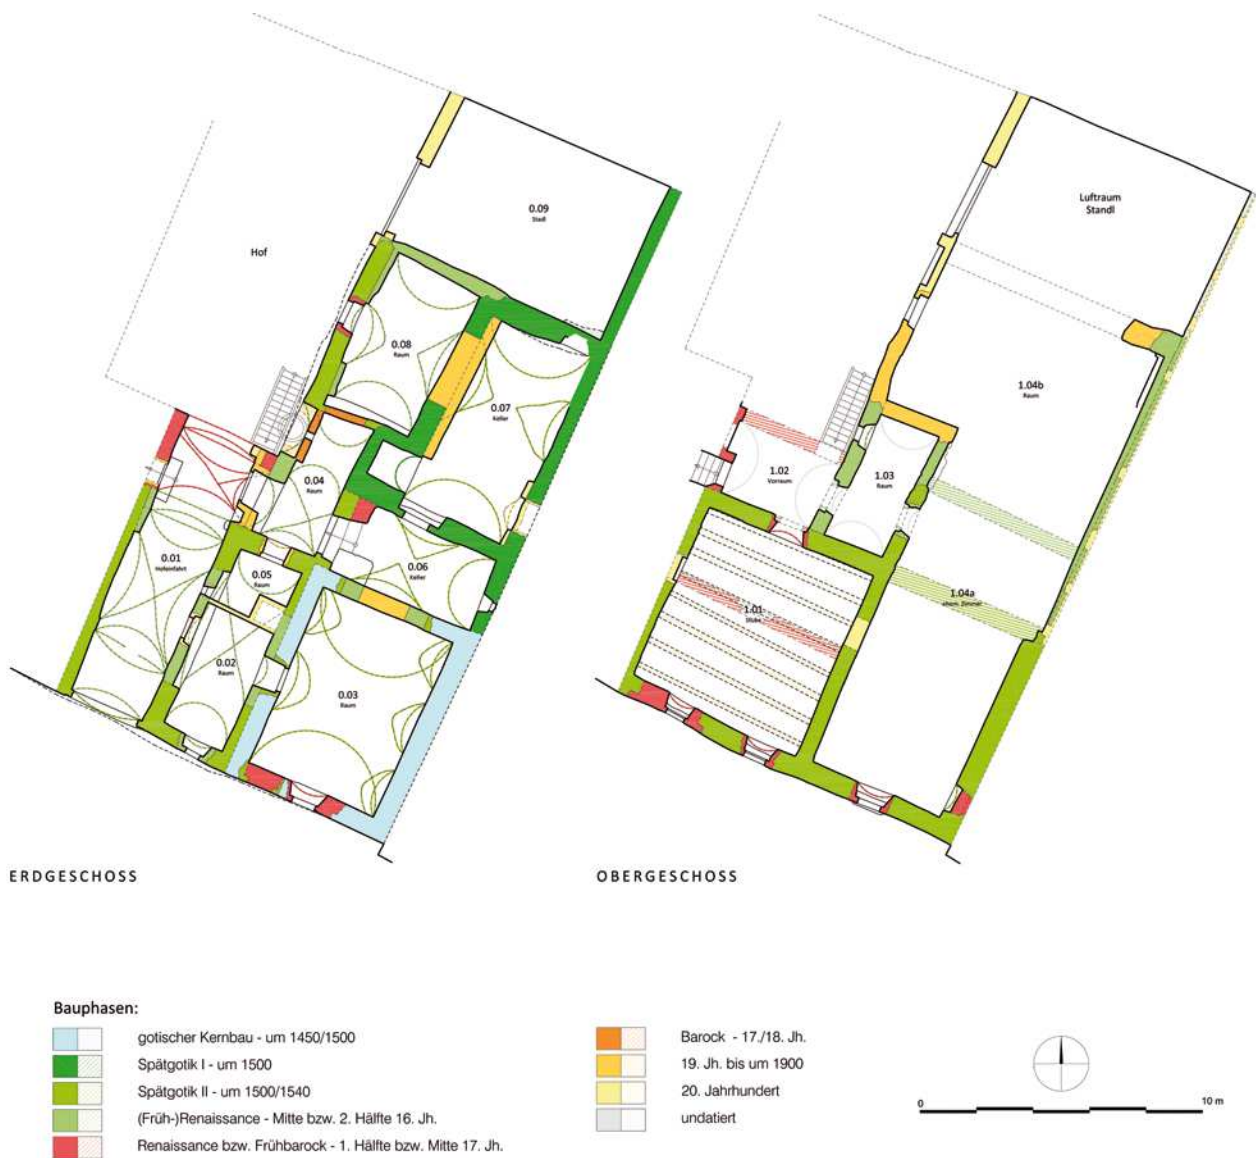 0.09
Stadl
Hof
0.08
Raum
0.07
Keller
0.04
Raum
0.01
Hofeinfahrt
0.05
Raum
0.06
Keller
0.02
Raum
0.03
Raum
ERDGESCHOSS
Luftraum
Standl
1.04b
Raum
1.02
Vorraum
1.03
Raum
1.01
Stube
1.04a
ehem. Zimmer
OBERGESCHOSS
Bauphasen:
gotischer Kernbau - um 1450/1500
Spätgotik I - um 1500
Spätgotik II - um 1500/1540
(Früh-)Renaissance - Mitte bzw. 2. Hälfte 16. Jh.
Renaissance bzw. Frühbarock - 1. Hälfte bzw. Mitte 17. Jh.
Barock - 17./18. Jh.
19. Jh. bis um 1900
20. Jahrhundert
undatiert
0
10 m